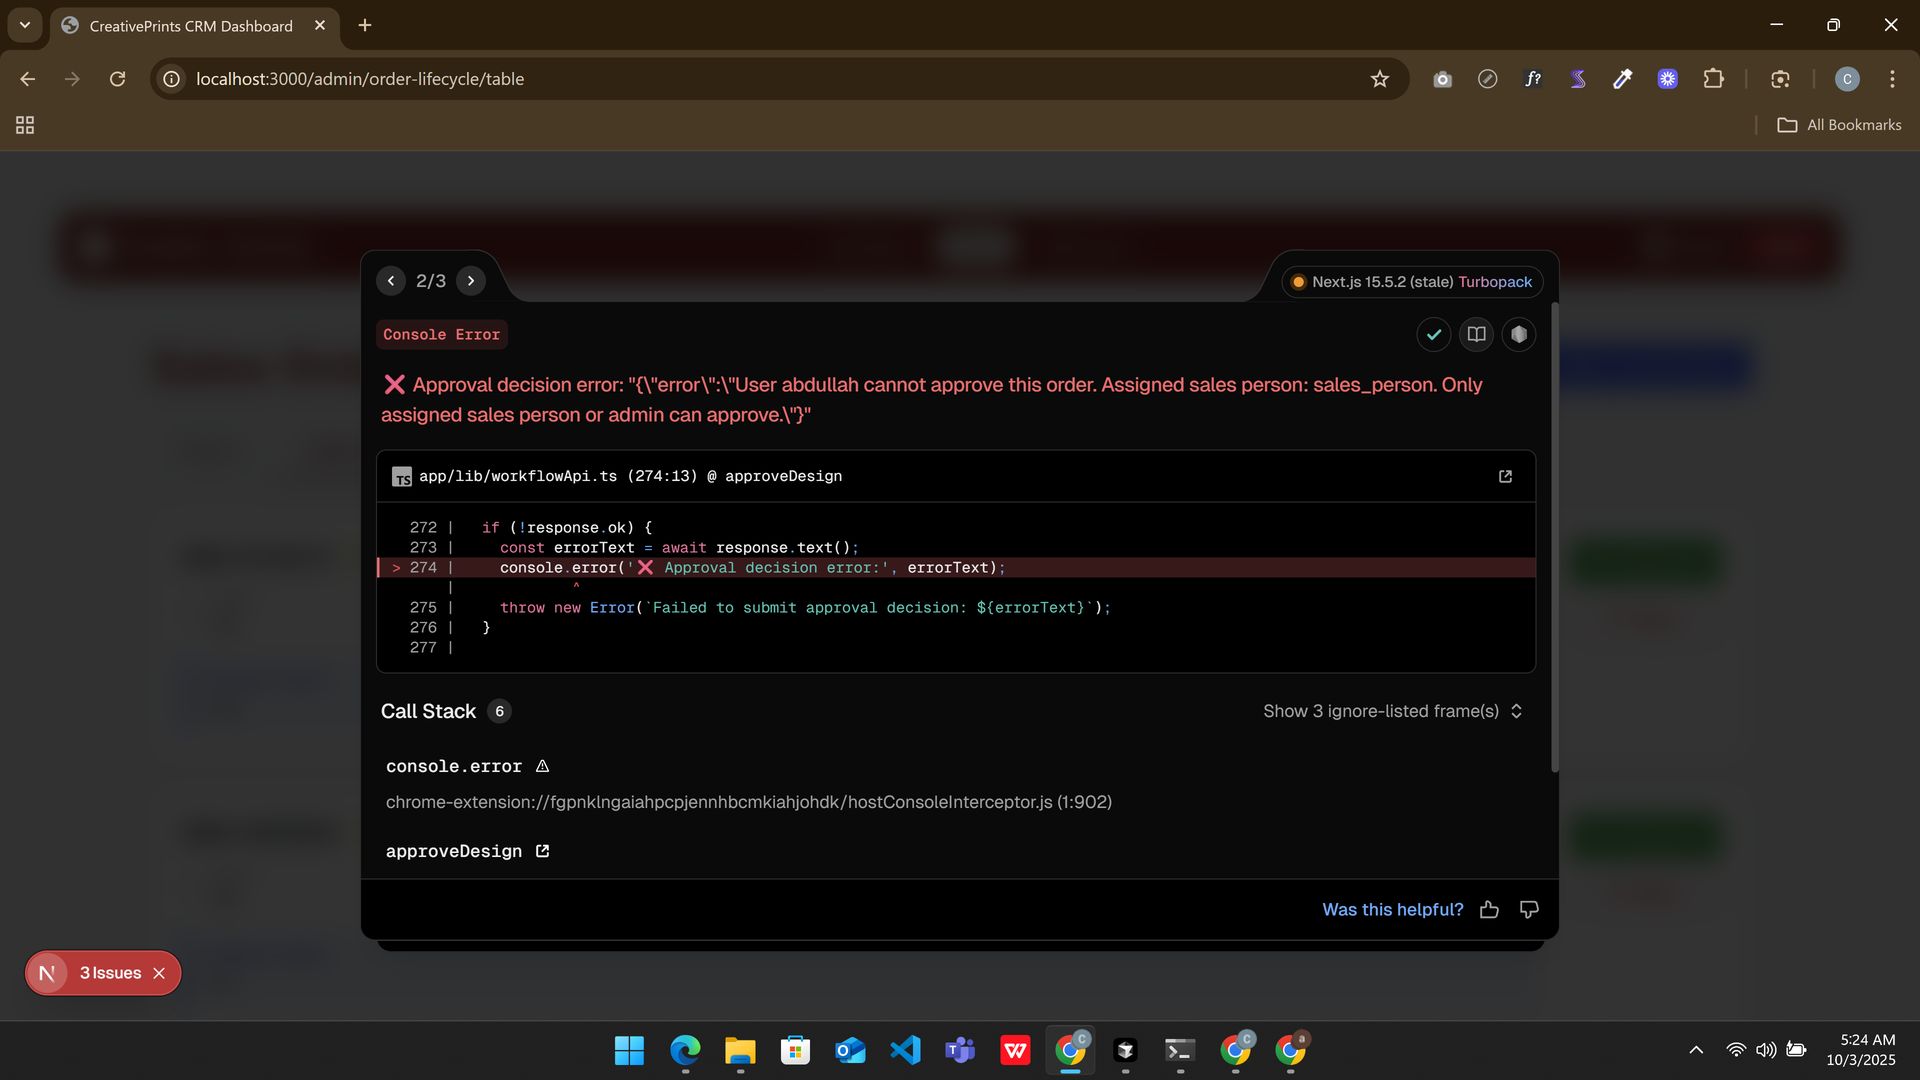 CreativePrints CRM Dashboard
localhost:3000/admin/order-lifecycle/table
f?
C
All Bookmarks
2/3
Next.js 15.5.2 (stale) Turbopack
Console Error
❌ Approval decision error: "{\"error\":\"User abdullah cannot approve this order. Assigned sales person: sales_person. Only
assigned sales person or admin can approve.\"}"
TS app/lib/workflowApi.ts (274:13) @ approveDesign
272 | if (!response.ok) {
273 | const errorText = await response.text();
> 274 | console.error('❌ Approval decision error:', errorText);
| ^
275 | throw new Error(`Failed to submit approval decision: ${errorText}`);
276 | }
277 |
Call Stack 6
Show 3 ignore-listed frame(s)
console.error
chrome-extension://fgpnklngaiahpcpjennhbcmkiahjohdk/hostConsoleInterceptor.js (1:902)
approveDesign
Was this helpful?
N 3 Issues
5:24 AM
10/3/2025